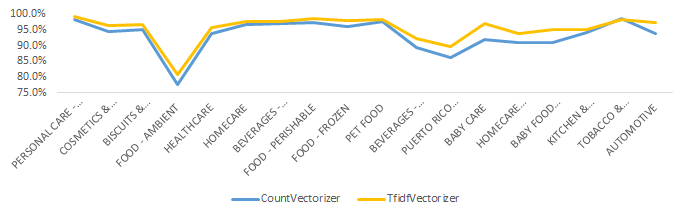 100.0%
95.0%
90.0%
85.0%
80.0%
75.0%
PERSONAL CARE -...
COSMETICS &...
BISCUITS &...
FOOD - AMBIENT
HEALTHCARE
HOMECARE
BEVERAGES -...
FOOD - PERISHABLE
FOOD - FROZEN
PET FOOD
BEVERAGES -...
PUERTO RICO...
BABY CARE
HOMECARE...
BABY FOOD...
KITCHEN &...
TOBACCO &...
AUTOMOTIVE
CountVectorizer
TfidfVectorizer